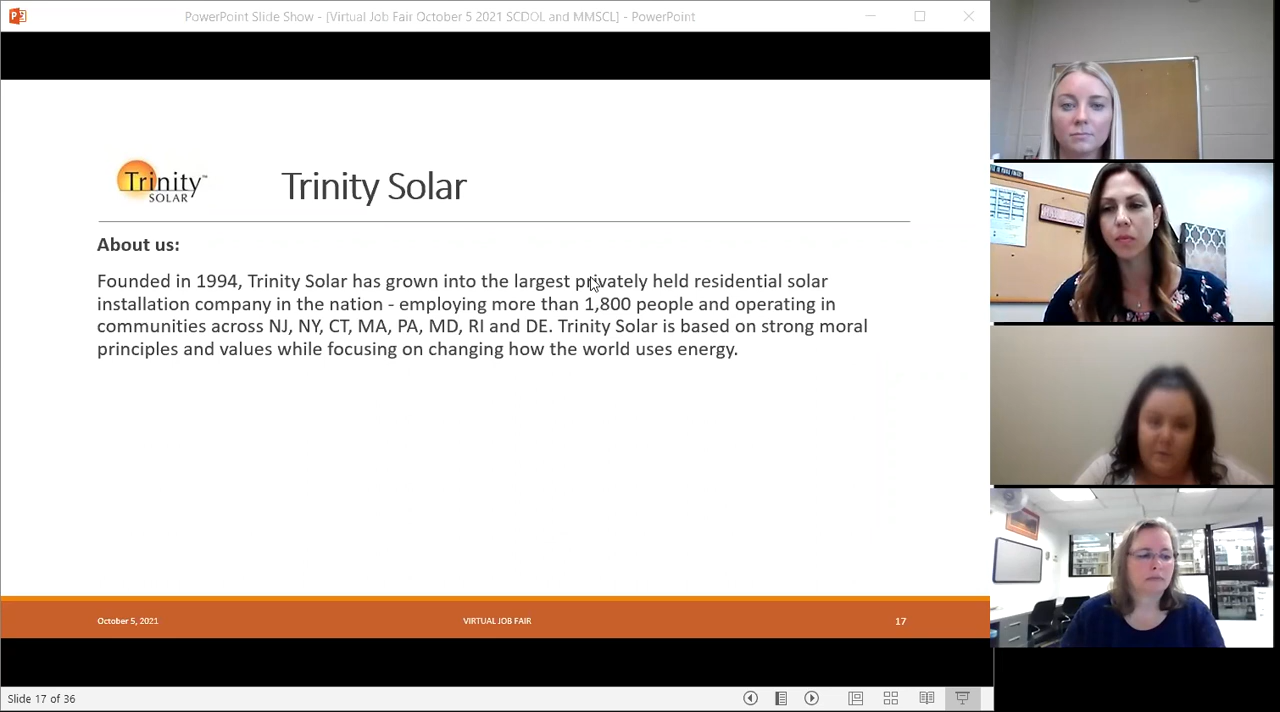 PowerPoint Slide Show - [Virtual Job Fair October 5 2021 SCDOL and MMSCL] - PowerPoint
Trinity
SOLAR
™
Trinity Solar
About us:
Founded in 1994, Trinity Solar has grown into the largest privately held residential solar
installation company in the nation - employing more than 1,800 people and operating in
communities across NJ, NY, CT, MA, PA, MD, RI and DE. Trinity Solar is based on strong moral
principles and values while focusing on changing how the world uses energy.
October 5, 2021
VIRTUAL JOB FAIR
17
Slide 17 of 36